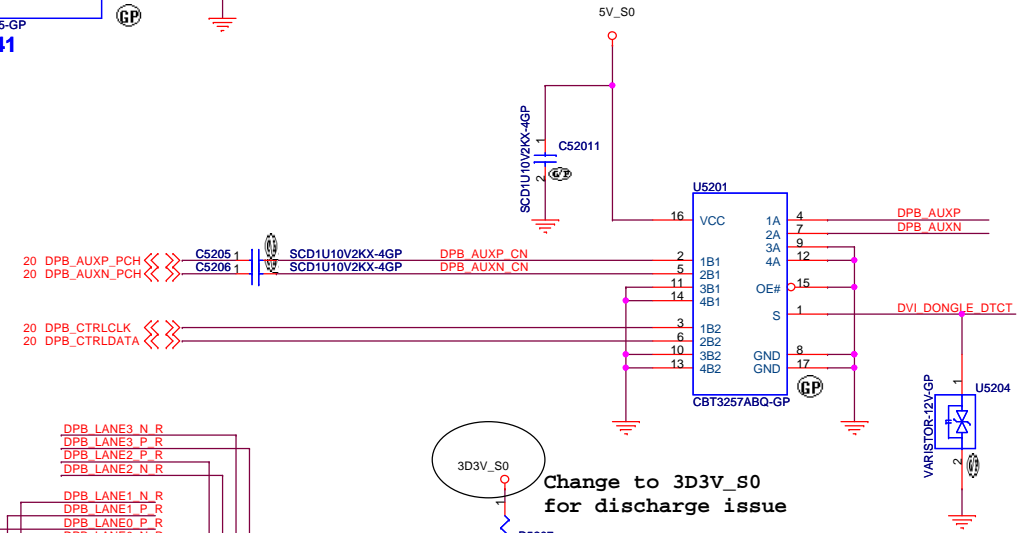 5-GP
GP
41
5V_S0
SCD1U10V2KX-4GP
1
2
C52011
G/P
U5201
16 VCC
1A 4 DPB_AUXP
2A 7 DPB_AUXN
3A 9
4A 12
20 DPB_AUXP_PCH C5205 1 SCD1U10V2KX-4GP DPB_AUXP_CN 2 1B1
20 DPB_AUXN_PCH C5206 1 SCD1U10V2KX-4GP DPB_AUXN_CN 5 2B1
11 3B1
14 4B1
OE# 15
S 1 DVI_DONGLE_DTCT
20 DPB_CTRLCLK 3 1B2
20 DPB_CTRLDATA 6 2B2
10 3B2 GND 8
13 4B2 GND 17
GP
CBT3257ABQ-GP
VARISTOR-12V-GP
1
2
U5204
DPB_LANE3_N_R
DPB_LANE3_P_R
DPB_LANE2_P_R
DPB_LANE2_N_R
DPB_LANE1_N_R
DPB_LANE1_P_R
DPB_LANE0_P_R
3D3V_S0
1
Change to 3D3V_S0
for discharge issue